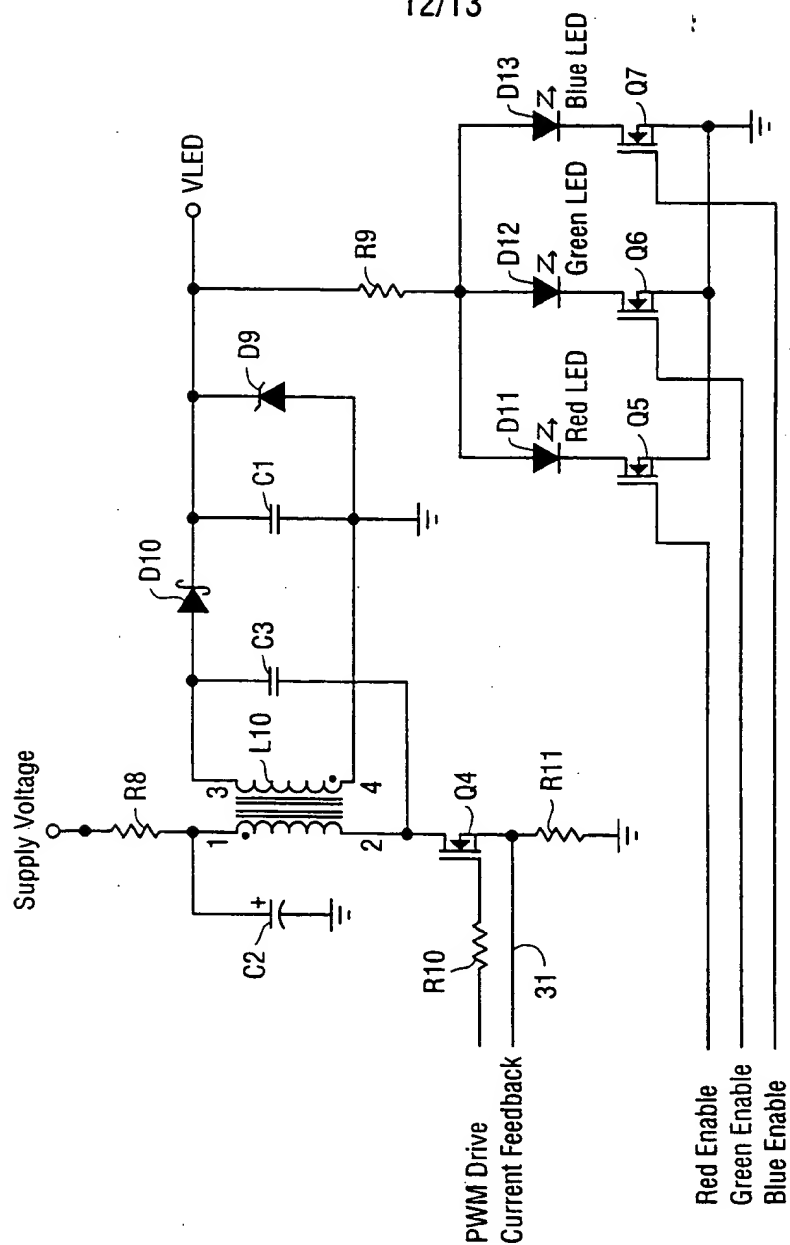 12/13
Supply Voltage
VLED
R8
D10
C3
C1
D9
R9
L10
1
2
3
4
C2
Q4
R10
R11
31
PWM Drive
Current Feedback
D11
Red LED
D12
Green LED
D13
Blue LED
Q5
Q6
Q7
Red Enable
Green Enable
Blue Enable